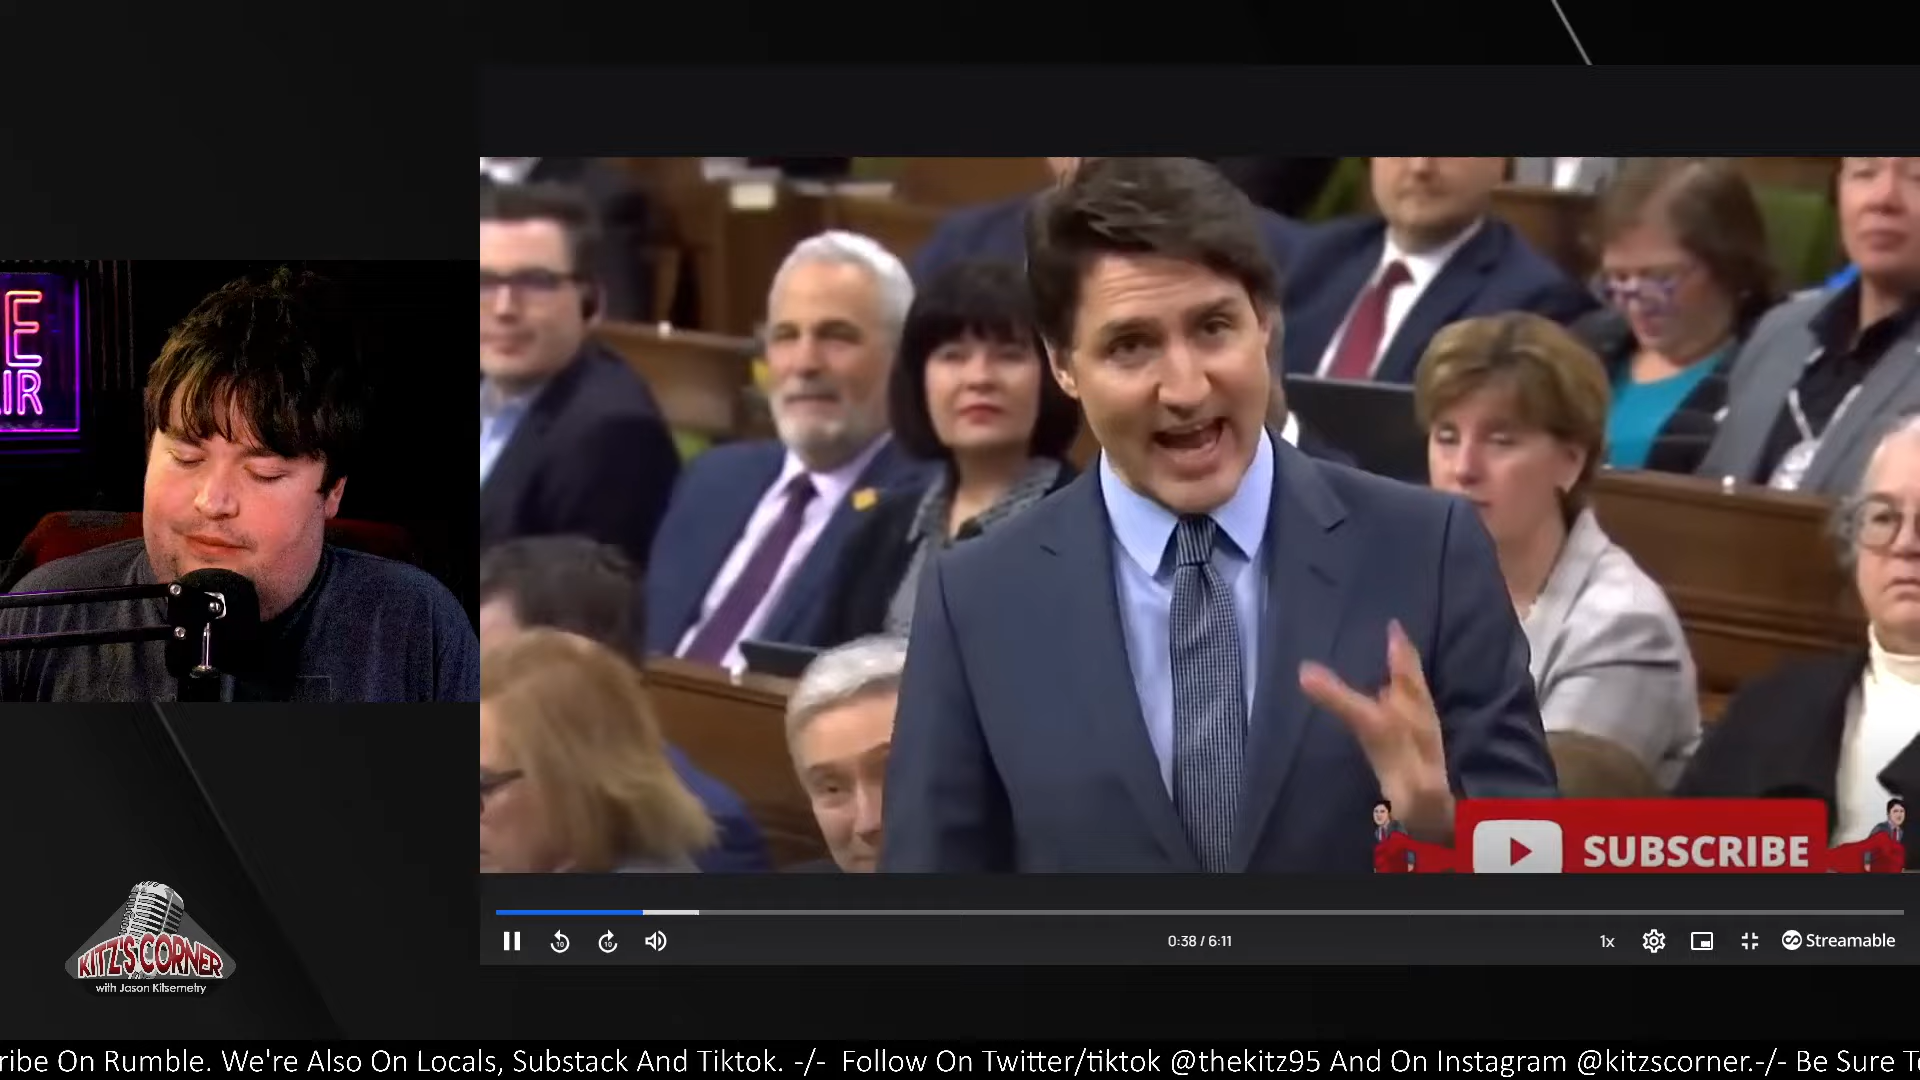 E
IR
SUBSCRIBE
0:38 / 6:11
1x
Streamable
KITZ'S CORNER
with Jason Kitsemetry
ribe On Rumble. We're Also On Locals, Substack And Tiktok. -/- Follow On Twitter/tiktok @thekitz95 And On Instagram @kitzscorner.-/- Be Sure T